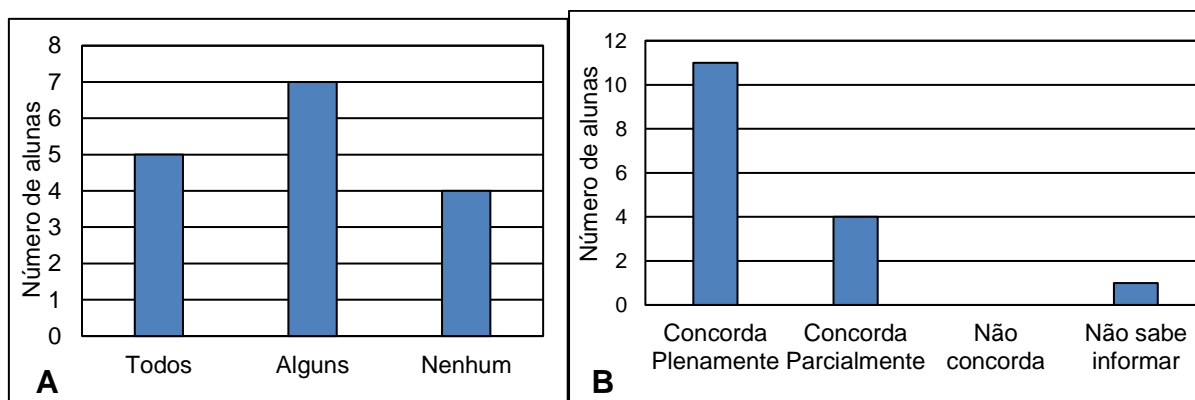 Número de alunas
8
7
6
5
4
3
2
1
0
Todos Alguns Nenhum
A
Número de alunas
12
10
8
6
4
2
0
Concorda Plenamente
Concorda Parcialmente
Não concorda
Não sabe informar
B